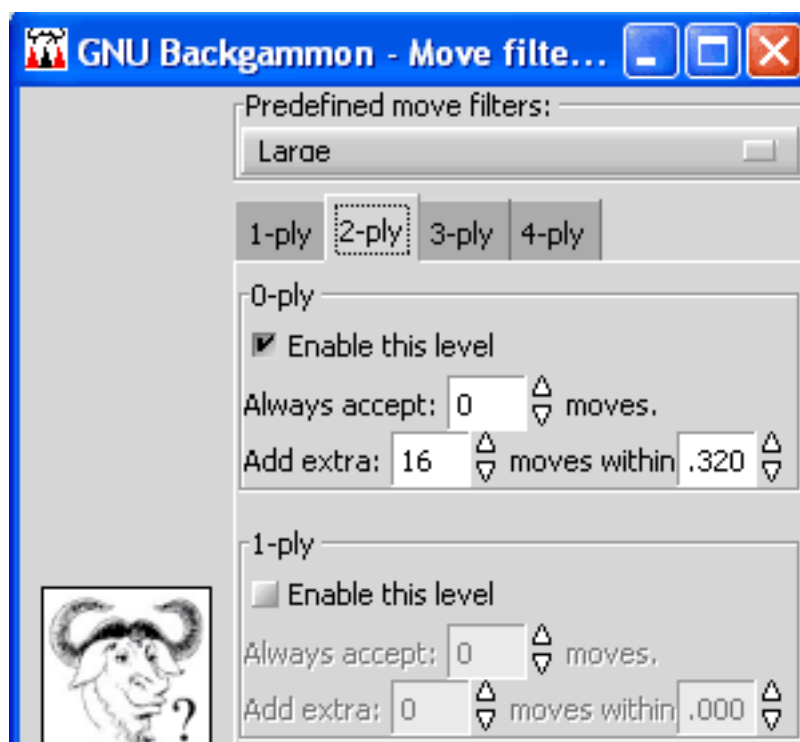 GNU Backgammon - Move filte...
Predefined move filters:
Large
1-ply 2-ply 3-ply 4-ply
0-ply
Enable this level
Always accept: 0 moves.
Add extra: 16 moves within .320
1-ply
Enable this level
Always accept: 0 moves.
Add extra: 0 moves within .000
?